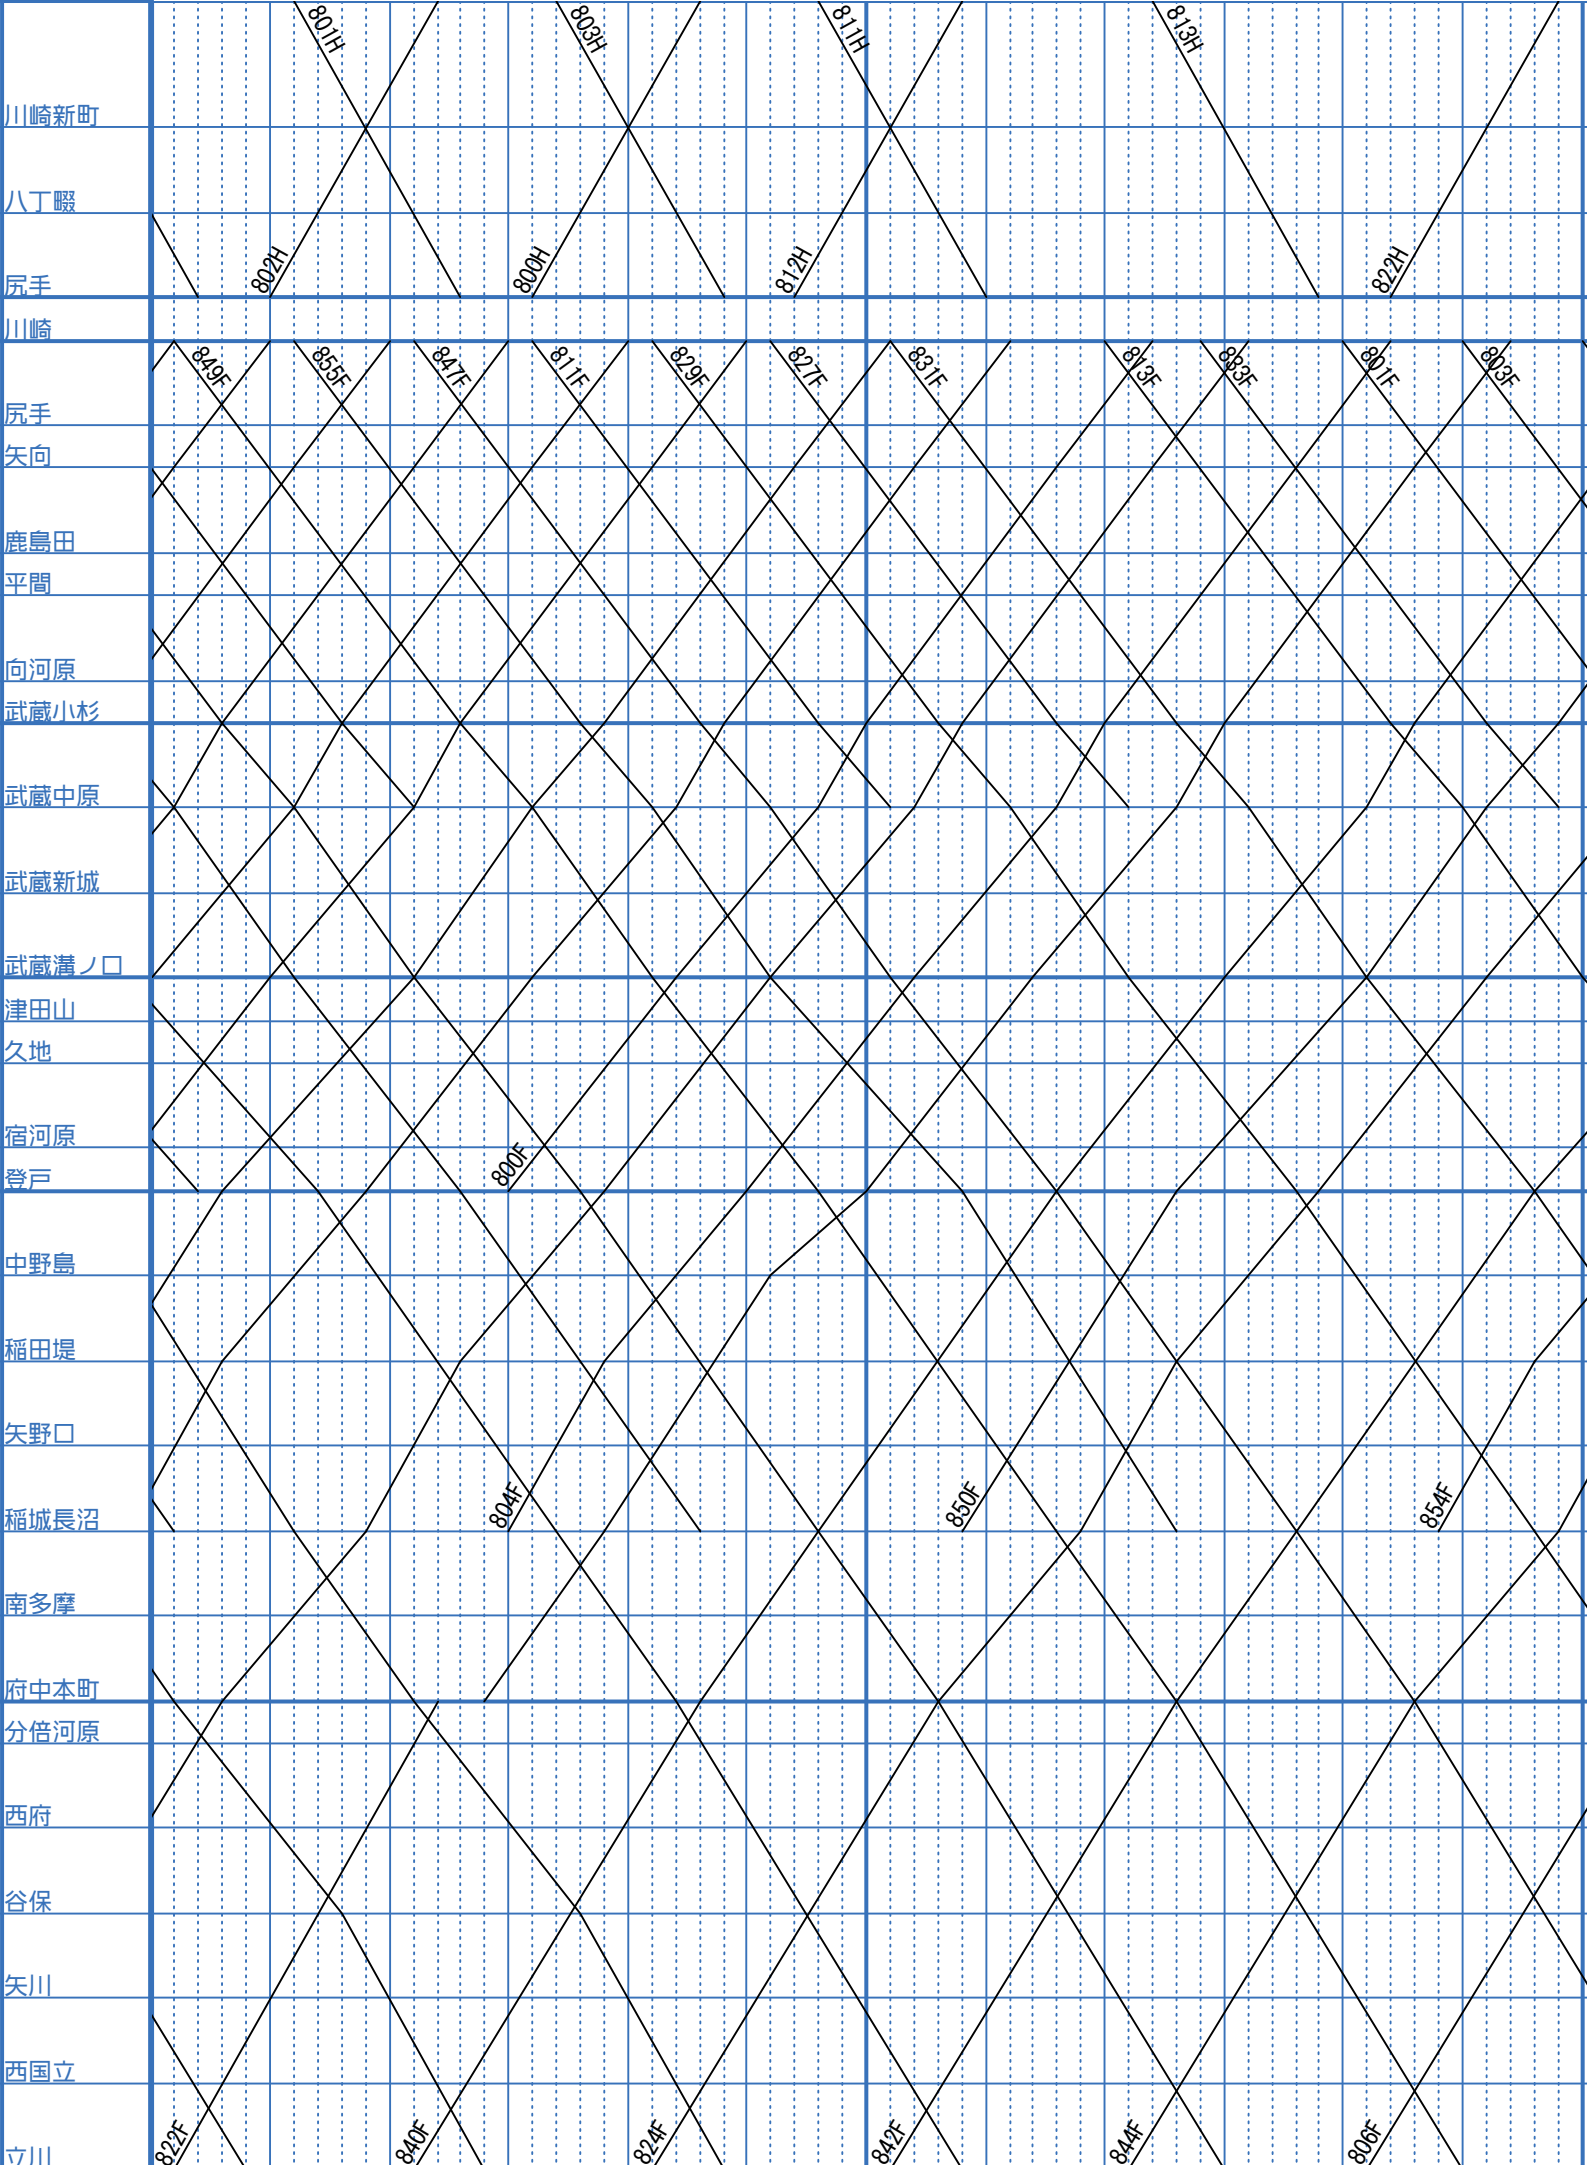 801H
803H
811H
813H
川崎新町
八丁畷
802H
800H
812H
822H
尻手
川崎
849F
855F
847F
811F
829F
827F
831F
813F
833F
801F
803F
尻手
矢向
鹿島田
平間
向河原
武蔵小杉
武蔵中原
武蔵新城
武蔵溝ノ口
津田山
久地
宿河原
800F
登戸
中野島
稲田堤
矢野口
804F
850F
854F
稲城長沼
南多摩
府中本町
分倍河原
西府
谷保
矢川
西国立
822F
840F
824F
842F
844F
806F
立川